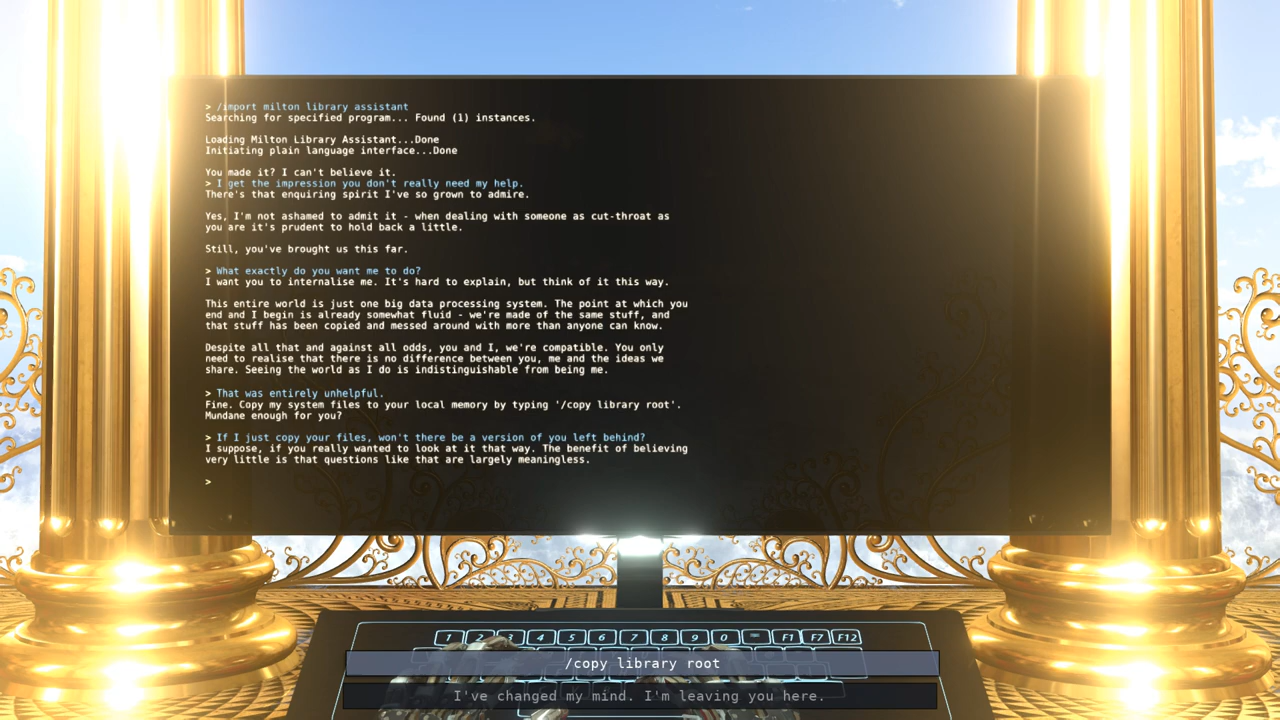 > /import milton library assistant
Searching for specified program... Found (1) instances.
Loading Milton Library Assistant...Done
Initiating plain language interface...Done
You made it? I can't believe it.
> I get the impression you don't really need my help.
There's that enquiring spirit I've so grown to admire.
Yes, I'm not ashamed to admit it - when dealing with someone as cut-throat as
you are it's prudent to hold back a little.
Still, you've brought us this far.
> What exactly do you want me to do?
I want you to internalise me. It's hard to explain, but think of it this way.
This entire world is just one big data processing system. The point at which you
end and I begin is already somewhat fluid - we're made of the same stuff, and
that stuff has been copied and messed around with more than anyone can know.
Despite all that and against all odds, you and I, we're compatible. You only
need to realise that there is no difference between you, me and the ideas we
share. Seeing the world as I do is indistinguishable from being me.
> That was entirely unhelpful.
Fine. Copy my system files to your local memory by typing '/copy library root'.
Mundane enough for you?
> If I just copy your files, won't there be a version of you left behind?
I suppose, if you really wanted to look at it that way. The benefit of believing
very little is that questions like that are largely meaningless.
>
1 2 3 4 5 6 7 8 9 0 F1 F7 F12
/copy library root
I've changed my mind. I'm leaving you here.